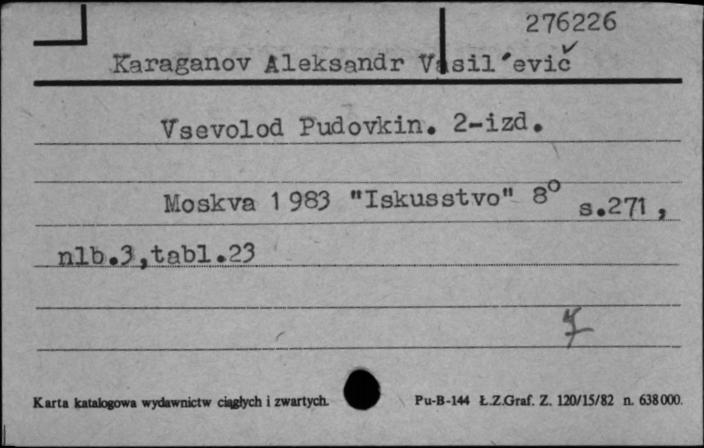 276226
Karaganov Aleksandr Vasil´evič
Vsevolod Pudovkin. 2-izd.
Moskva 1983 "Iskusstvo" 8° s.271,
nlb.3,tabl.23
Karta katalogowa wydawnictw ciągłych i zwartych. Pu-B-144 Ł.Z.Graf. Z. 120/15/82 n. 638000.